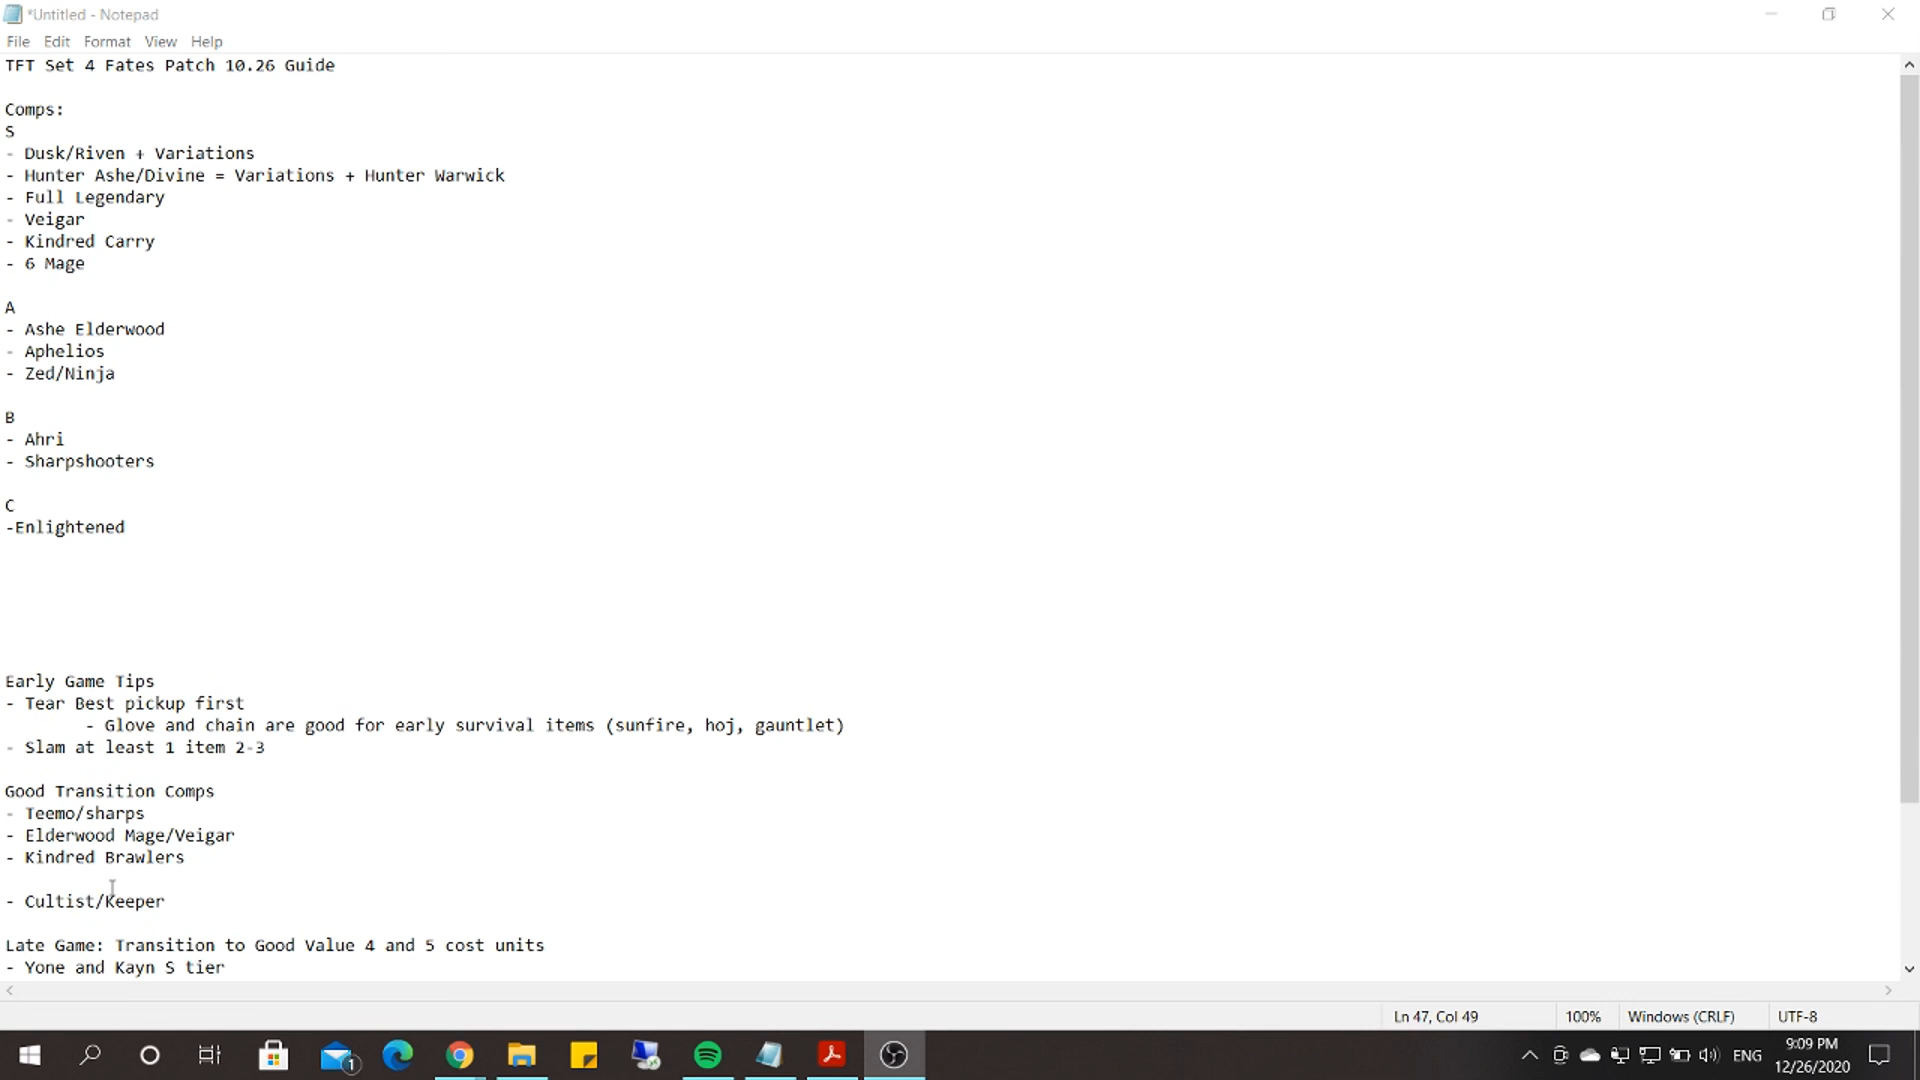 *Untitled - Notepad
File Edit Format View Help
TFT Set 4 Fates Patch 10.26 Guide
Comps:
S
- Dusk/Riven + Variations
- Hunter Ashe/Divine = Variations + Hunter Warwick
- Full Legendary
- Veigar
- Kindred Carry
- 6 Mage
A
- Ashe Elderwood
- Aphelios
- Zed/Ninja
B
- Ahri
- Sharpshooters
C
-Enlightened
Early Game Tips
- Tear Best pickup first
- Glove and chain are good for early survival items (sunfire, hoj, gauntlet)
- Slam at least 1 item 2-3
Good Transition Comps
- Teemo/sharps
- Elderwood Mage/Veigar
- Kindred Brawlers
- Cultist/Keeper
Late Game: Transition to Good Value 4 and 5 cost units
- Yone and Kayn S tier
Ln 47, Col 49 100% Windows (CRLF) UTF-8
1 ENG 9:09 PM
12/26/2020